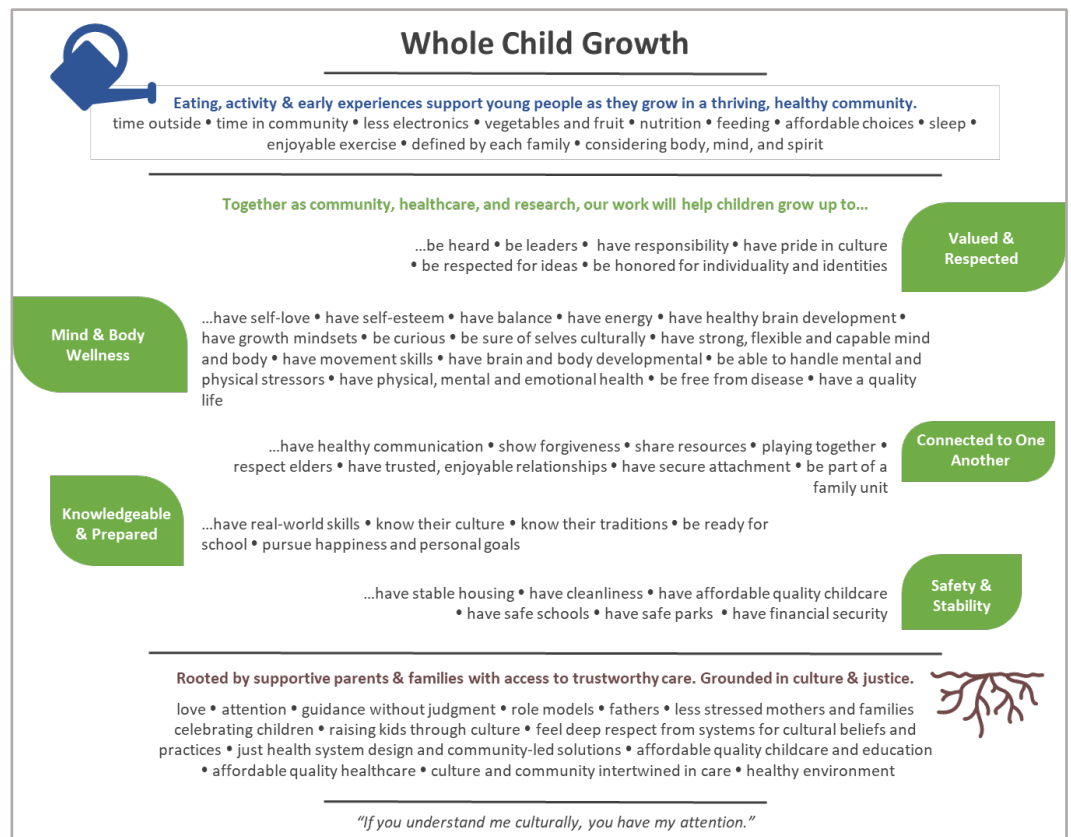 Whole Child Growth
Eating, activity & early experiences support young people as they grow in a thriving, healthy community.
time outside • time in community • less electronics • vegetables and fruit • nutrition • feeding • affordable choices • sleep •
enjoyable exercise • defined by each family • considering body, mind, and spirit
Together as community, healthcare, and research, our work will help children grow up to...
Valued &
Respected
...be heard • be leaders • have responsibility • have pride in culture
• be respected for ideas • be honored for individuality and identities
Mind & Body
Wellness
...have self-love • have self-esteem • have balance • have energy • have healthy brain development •
have growth mindsets • be curious • be sure of selves culturally • have strong, flexible and capable mind
and body • have movement skills • have brain and body developmental • be able to handle mental and
physical stressors • have physical, mental and emotional health • be free from disease • have a quality
life
Connected to One
Another
...have healthy communication • show forgiveness • share resources • playing together •
respect elders • have trusted, enjoyable relationships • have secure attachment • be part of a
family unit
Knowledgeable
& Prepared
...have real-world skills • know their culture • know their traditions • be ready for
school • pursue happiness and personal goals
Safety &
Stability
...have stable housing • have cleanliness • have affordable quality childcare
• have safe schools • have safe parks • have financial security
Rooted by supportive parents & families with access to trustworthy care. Grounded in culture & justice.
love • attention • guidance without judgment • role models • fathers • less stressed mothers and families
celebrating children • raising kids through culture • feel deep respect from systems for cultural beliefs and
practices • just health system design and community-led solutions • affordable quality childcare and education
• affordable quality healthcare • culture and community intertwined in care • healthy environment
"If you understand me culturally, you have my attention."